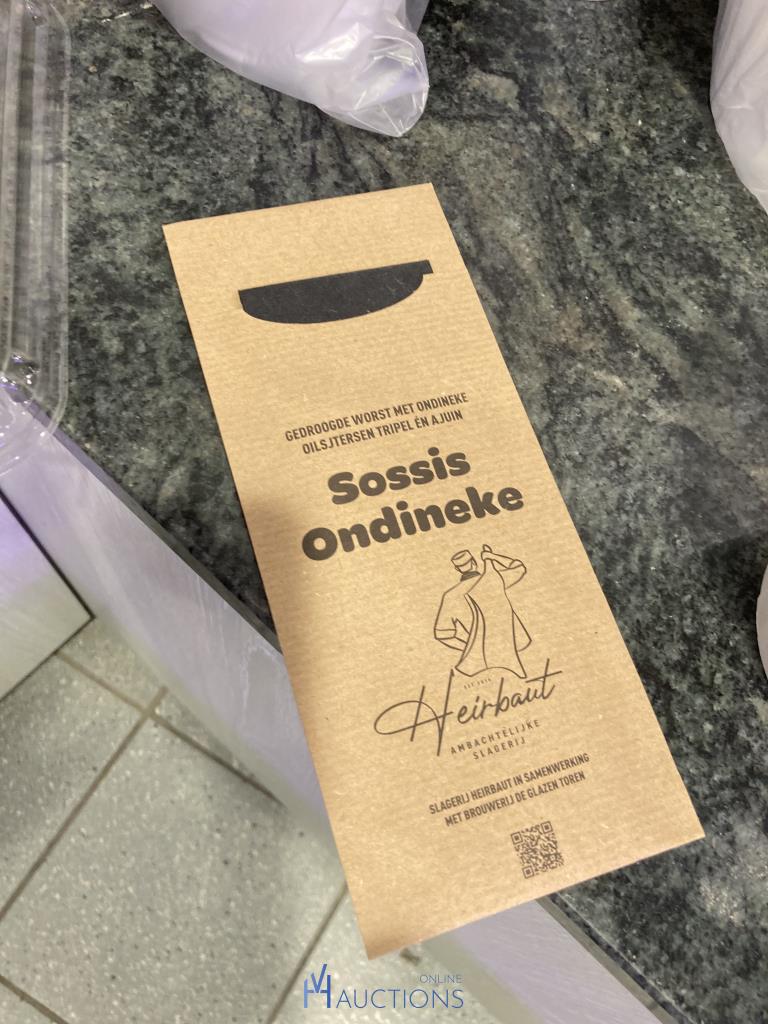 GEDROOGDE WORST MET ONDINEKE
OILSJTERSEN TRIPEL ÉN AJUIN
Sossis
Ondineke
Heirbaut
AMBACHTELIJKE
SLAGERIJ
SLAGERIJ HEIRBAUT IN SAMENWERKING
MET BROUWERIJ DE GLAZEN TOREN
VH ONLINE
AUCTIONS